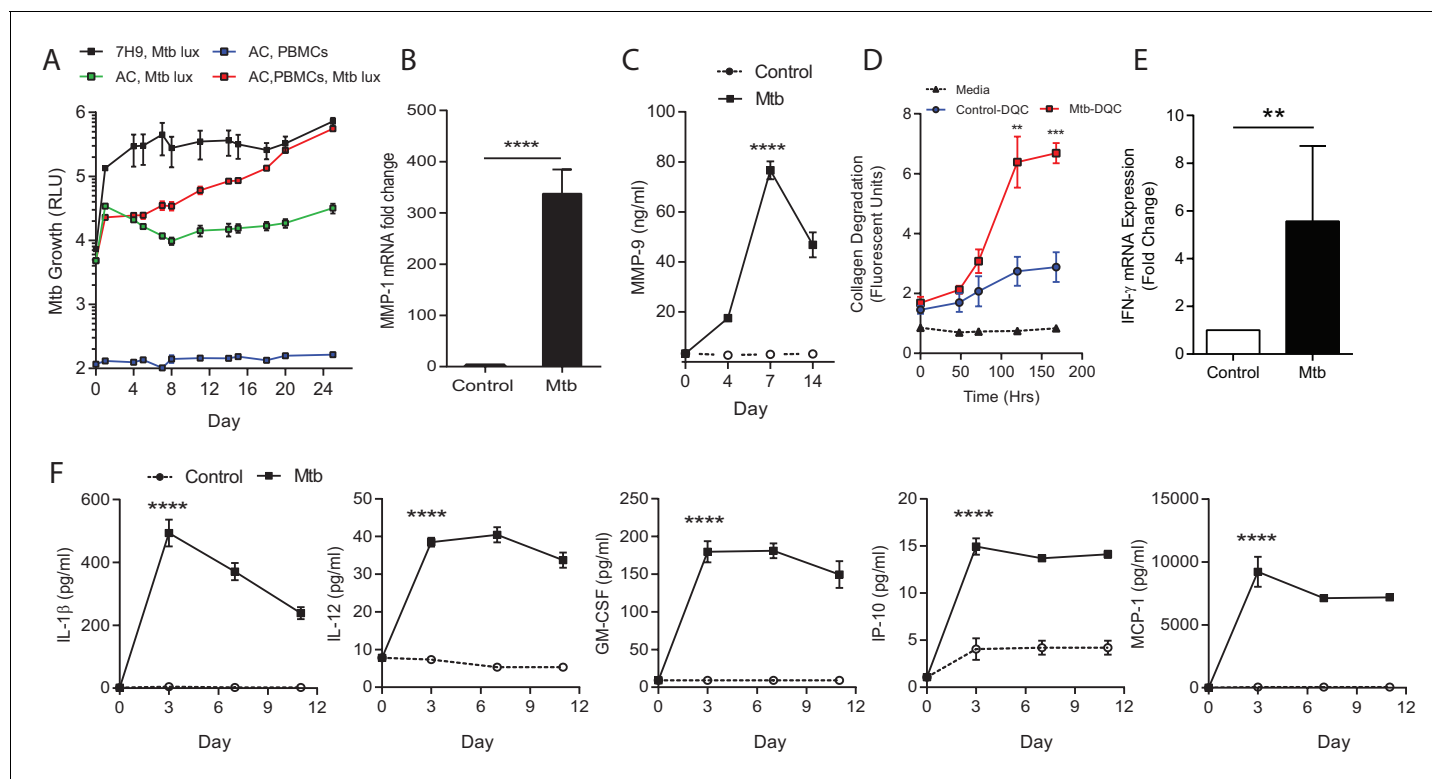 A
7H9, Mtb lux
AC, PBMCs
AC, Mtb lux
AC,PBMCs, Mtb lux
Mtb Growth (RLU)
6
5
4
3
2
0 4 8 12 16 20 24
Day
B
MMP-1 mRNA fold change
500
400
300
200
100
0
****
Control Mtb
C
Control
Mtb
MMP-9 (ng/ml)
100
80
60
40
20
****
0 4 7 14
Day
D
Media
Control-DQC
Mtb-DQC
Collagen Degradation
(Fluorescent Units)
8
6
4
2
0
** ***
0 50 100 150 200
Time (Hrs)
E
IFN-γ mRNA Expression
(Fold Change)
10
8
6
4
2
0
**
Control Mtb
F
Control
Mtb
IL-1β (pg/ml)
600
400
200
0
****
0 3 6 9 12
Day
IL-12 (pg/ml)
50
40
30
20
10
0
****
0 3 6 9 12
Day
GM-CSF (pg/ml)
250
200
150
100
50
0
****
0 3 6 9 12
Day
IP-10 (pg/ml)
20
15
10
5
0
****
0 3 6 9 12
Day
MCP-1 (pg/ml)
15000
10000
5000
0
****
0 3 6 9 12
Day